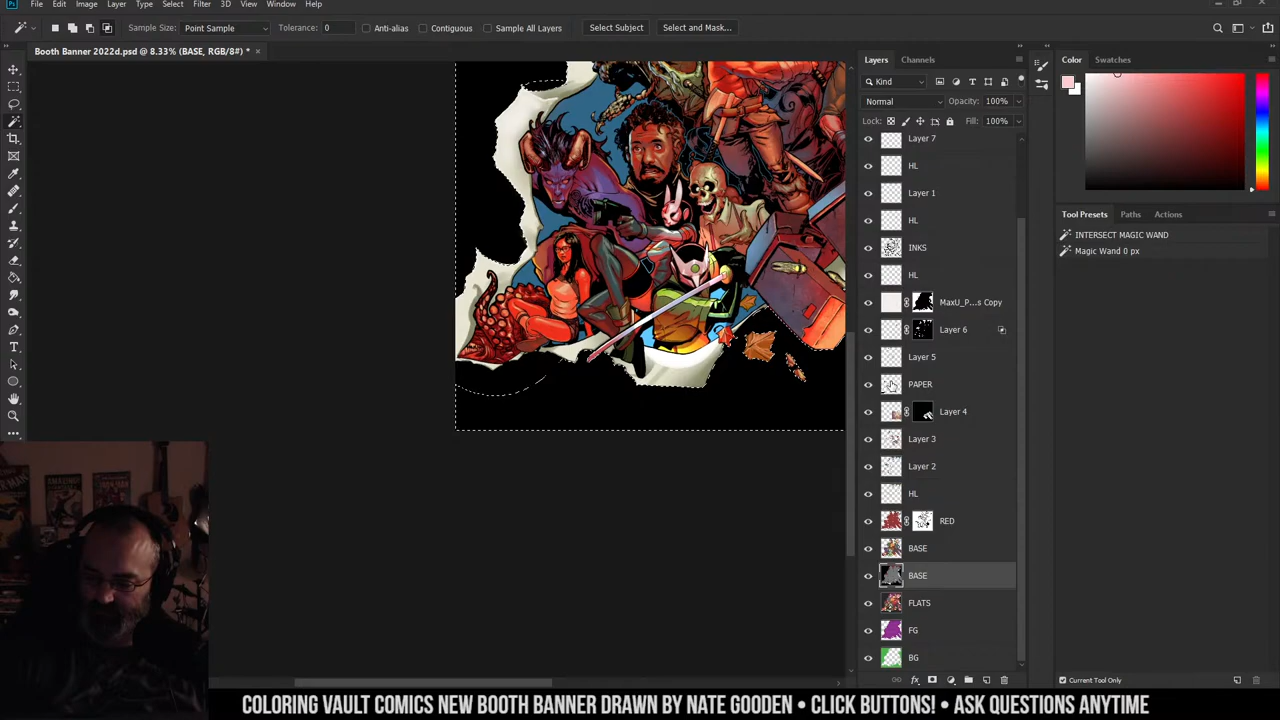 File Edit Image Layer Type Select Filter 3D View Window Help
Sample Size: Point Sample Tolerance: 0 Anti-alias Contiguous Sample All Layers Select Subject Select and Mask...
Booth Banner 2022d.psd @ 8.33% (BASE, RGB/8#) * ×
Layers Channels
Kind
Normal Opacity: 100%
Lock: Fill: 100%
Layer 7
HL
Layer 1
HL
INKS
HL
MaxU_P...s Copy
Layer 6
Layer 5
PAPER
Layer 4
Layer 3
Layer 2
HL
RED
BASE
BASE
FLATS
FG
BG
Color Swatches
Tool Presets Paths Actions
INTERSECT MAGIC WAND
Magic Wand 0 px
Current Tool Only
COLORING VAULT COMICS NEW BOOTH BANNER DRAWN BY NATE GOODEN • CLICK BUTTONS! • ASK QUESTIONS ANYTIME